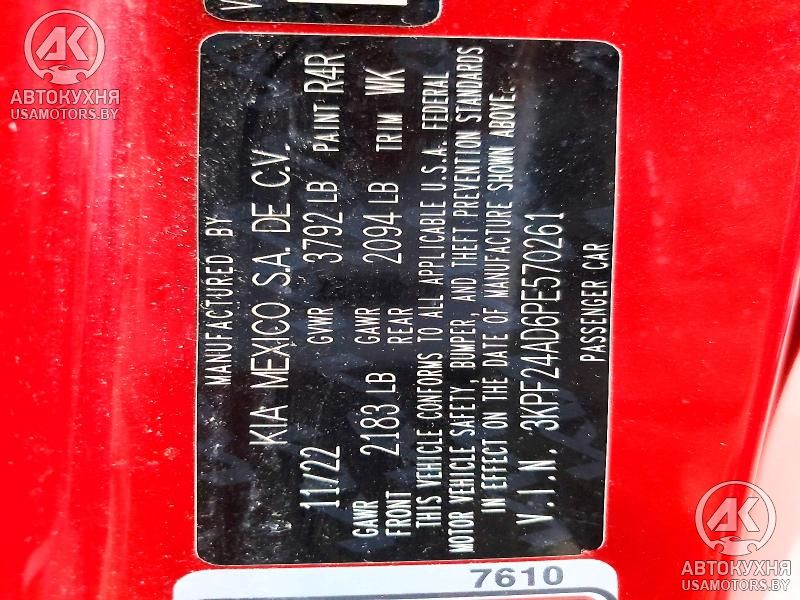 MANUFACTURED BY
KIA MEXICO S.A. DE C.V.
11/22 GVWR 3792 LB PAINT R4R
GAWR FRONT 2183 LB GAWR REAR 2094 LB TRIM WK
THIS VEHICLE CONFORMS TO ALL APPLICABLE U.S.A. FEDERAL
MOTOR VEHICLE SAFETY, BUMPER, AND THEFT PREVENTION STANDARDS
IN EFFECT ON THE DATE OF MANUFACTURE SHOWN ABOVE.
V.I.N. 3KPF24AD6PE570261
PASSENGER CAR
7610
V
АК
АВТОКУХНЯ
USAMOTORS.BY
АК
АВТОКУХНЯ
USAMOTORS.BY